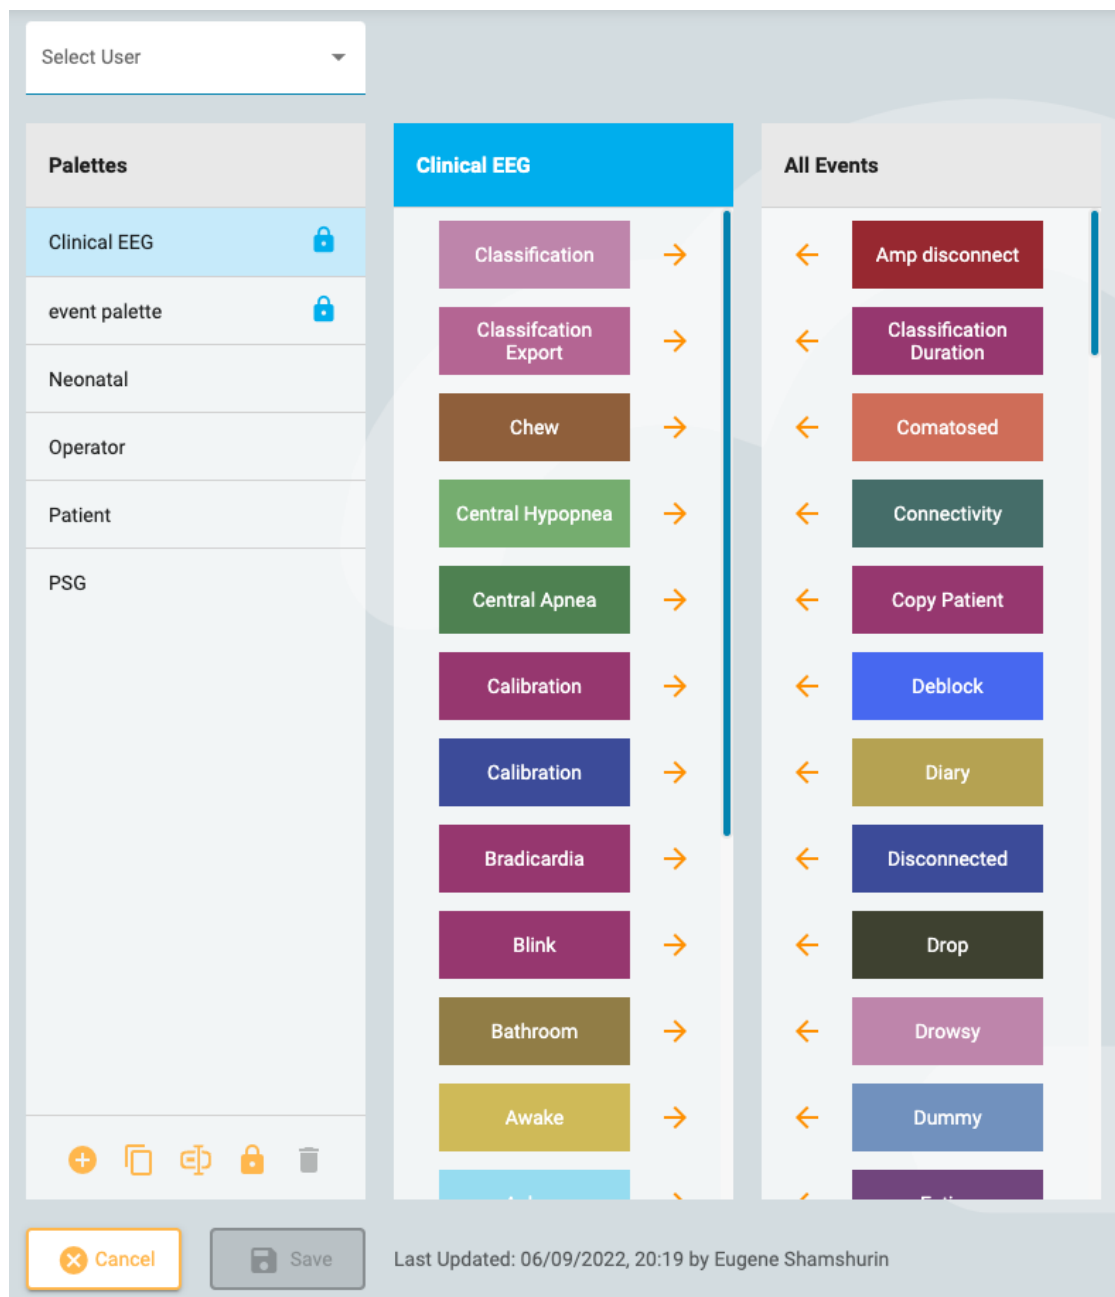 Select User
Palettes
Clinical EEG
event palette
Neonatal
Operator
Patient
PSG
Clinical EEG
Classification
Classifcation
Export
Chew
Central Hypopnea
Central Apnea
Calibration
Calibration
Bradicardia
Blink
Bathroom
Awake
All Events
Amp disconnect
Classification
Duration
Comatosed
Connectivity
Copy Patient
Deblock
Diary
Disconnected
Drop
Drowsy
Dummy
Cancel
Save
Last Updated: 06/09/2022, 20:19 by Eugene Shamshurin